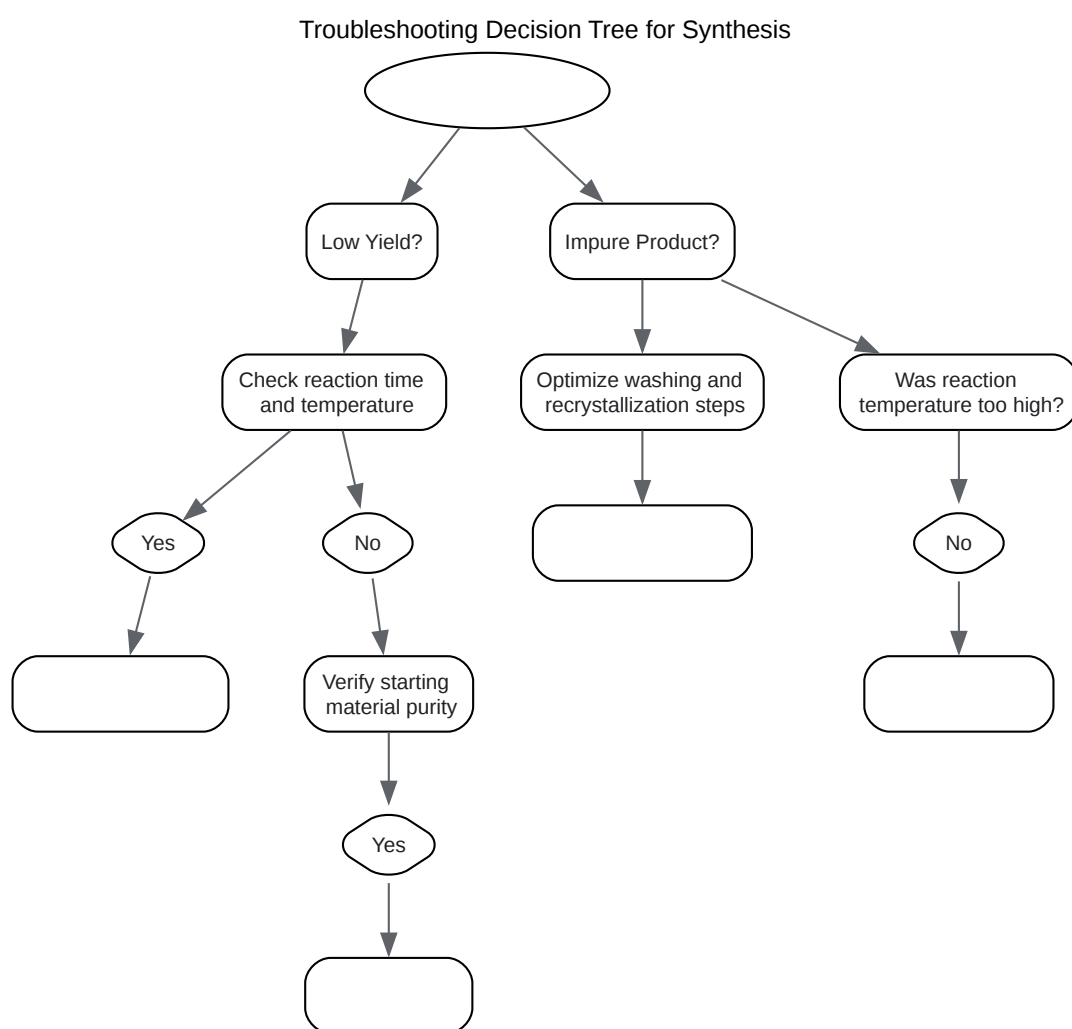 Troubleshooting Decision Tree for Synthesis
Low Yield?
Impure Product?
Check reaction time
and temperature
Optimize washing and
recrystallization steps
Was reaction
temperature too high?
Yes
No
No
Verify starting
material purity
Yes